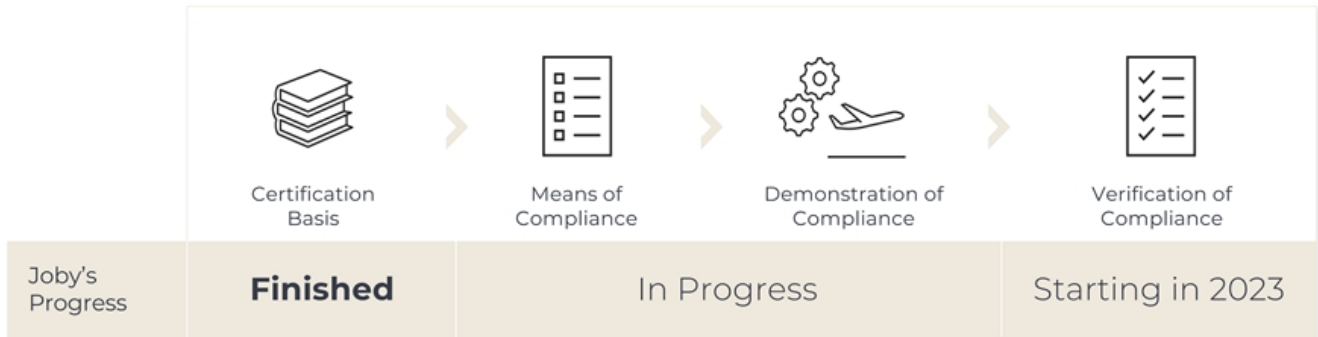 Certification
Basis
Means of
Compliance
Demonstration of
Compliance
Verification of
Compliance
Joby's
Progress
Finished
In Progress
Starting in 2023